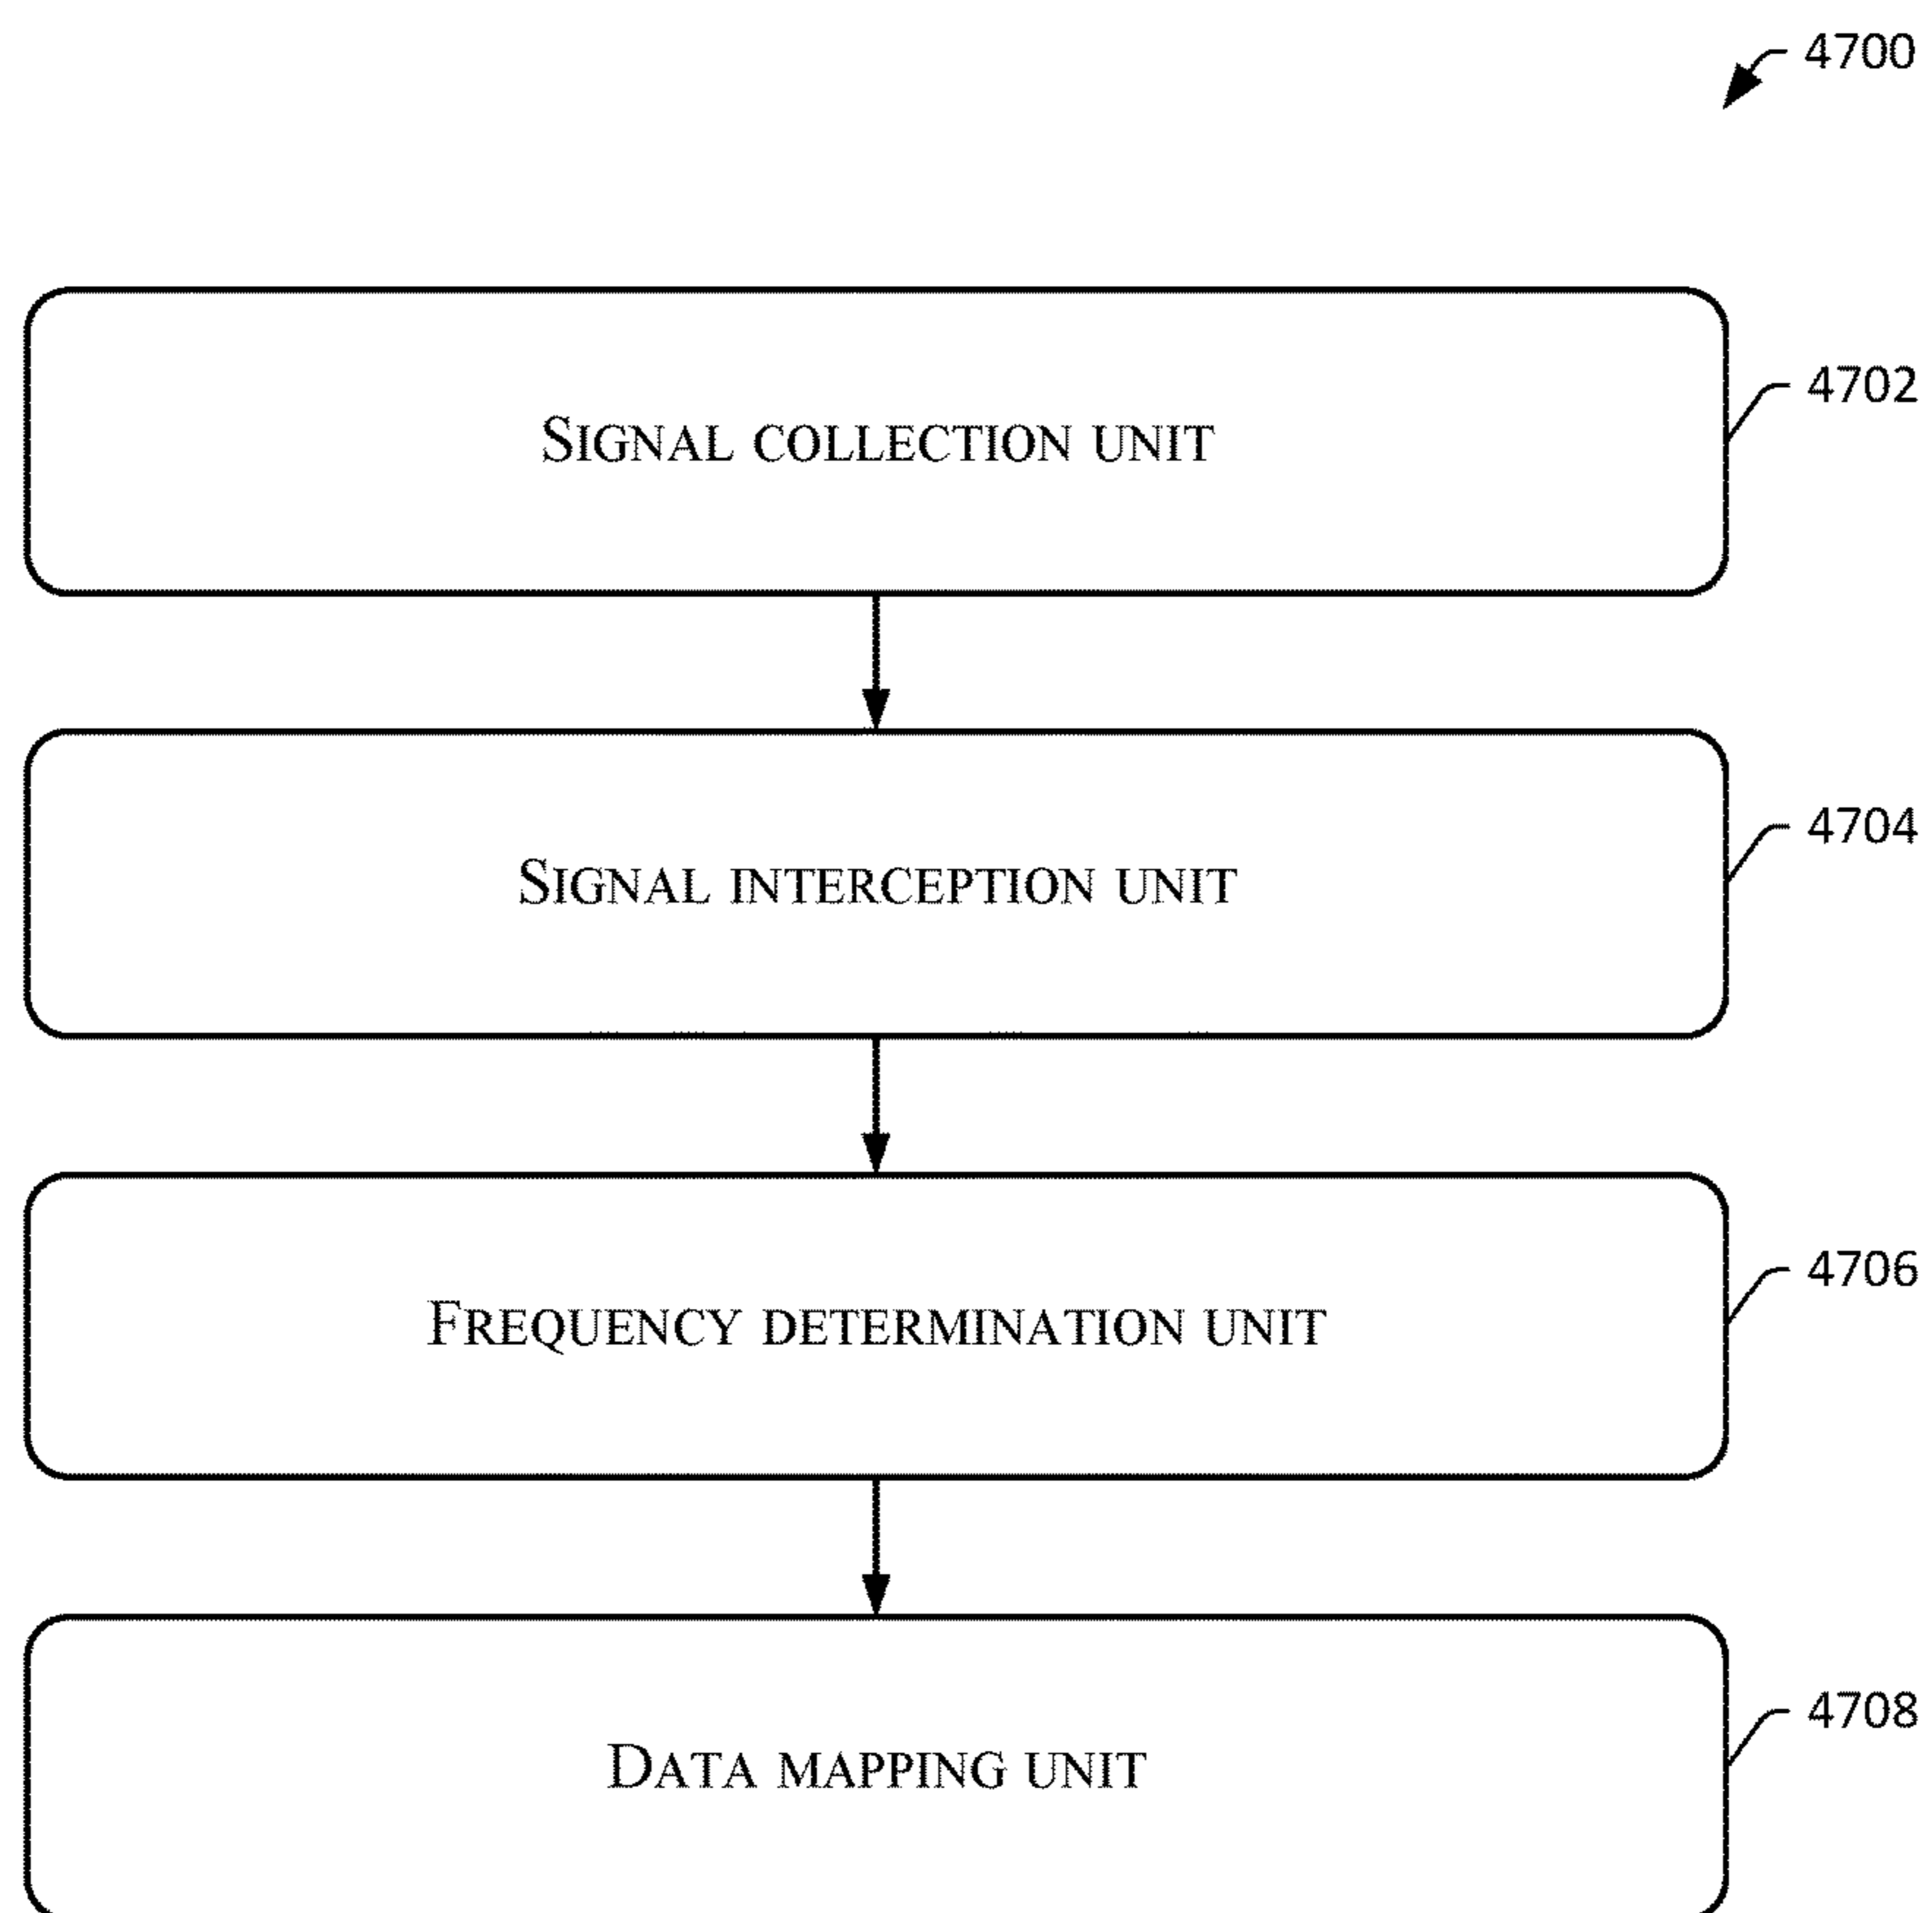 4700
SIGNAL COLLECTION UNIT
4702
SIGNAL INTERCEPTION UNIT
4704
FREQUENCY DETERMINATION UNIT
4706
DATA MAPPING UNIT
4708